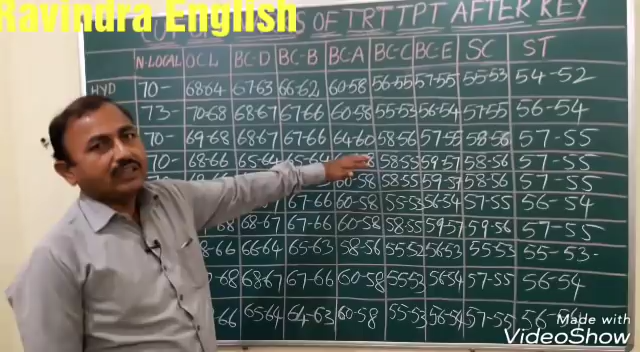 Ravindra English
OF TRT TPT AFTER KEY
N-LOCAL OCL BC-D BC-B BC-A BC-C BC-E SC ST
HYD 70- 68-64 67-63 66-62 60-58 56-55 57-55 55-53 54-52
73- 70-68 68-67 67-66 60-58 55-53 56-54 57-55 56-54
70- 69-68 68-67 67-66 64-60 58-56 57-55 58-56 57-55
70- 68-66 65-64 65-64 58-55 59-57 58-56 57-55
60-58 58-55 59-57 58-56 57-55
67-66 60-58 55-53 56-54 57-55 56-54
68-67 67-66 60-58 58-55 59-57 59-56 57-55
66-64 65-63 58-56 55-52 56-53 55-53 55-53-
68-67 67-66 60-58 55-53 56-54 57-55 56-54
65-64 64-63 60-58 55-53 56-54 57-55
Made with
VideoShow